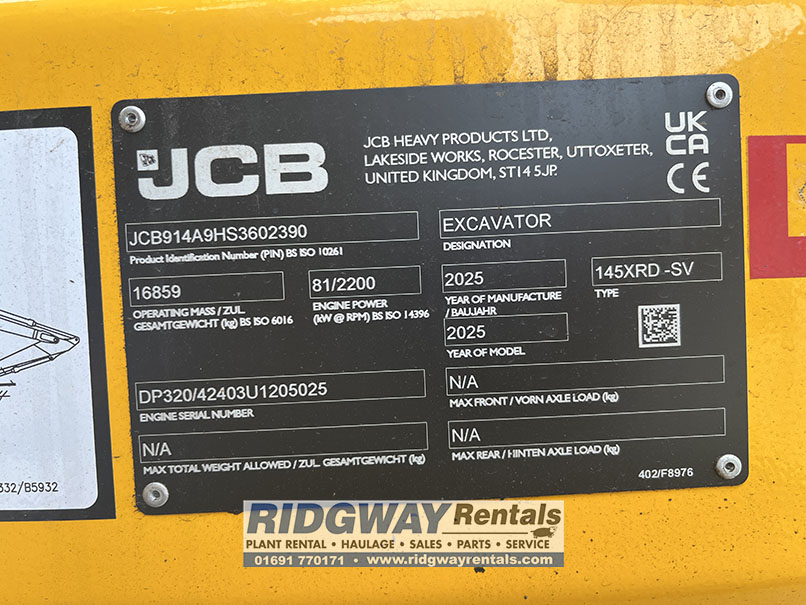 JCB
JCB HEAVY PRODUCTS LTD,
LAKESIDE WORKS, ROCESTER, UTTOXETER,
UNITED KINGDOM, ST14 5JP.
UK
CA
CE
JCB914A9HS3602390
Product Identification Number (PIN) BS ISO 10261
EXCAVATOR
DESIGNATION
16859
OPERATING MASS / ZUL.
GESAMTGEWICHT (kg) BS ISO 6016
81/2200
ENGINE POWER
(kW @ RPM) BS ISO 14396
2025
YEAR OF MANUFACTURE
/ BAUJAHR
145XRD -SV
TYPE
2025
YEAR OF MODEL
DP320/42403U1205025
ENGINE SERIAL NUMBER
N/A
MAX FRONT / VORN AXLE LOAD (kg)
N/A
MAX TOTAL WEIGHT ALLOWED / ZUL. GESAMTGEWICHT (kg)
N/A
MAX REAR / HINTEN AXLE LOAD (kg)
402/F8976
332/B5932
RIDGWAY Rentals
PLANT RENTAL • HAULAGE • SALES • PARTS • SERVICE
01691 770171 • www.ridgwayrentals.com